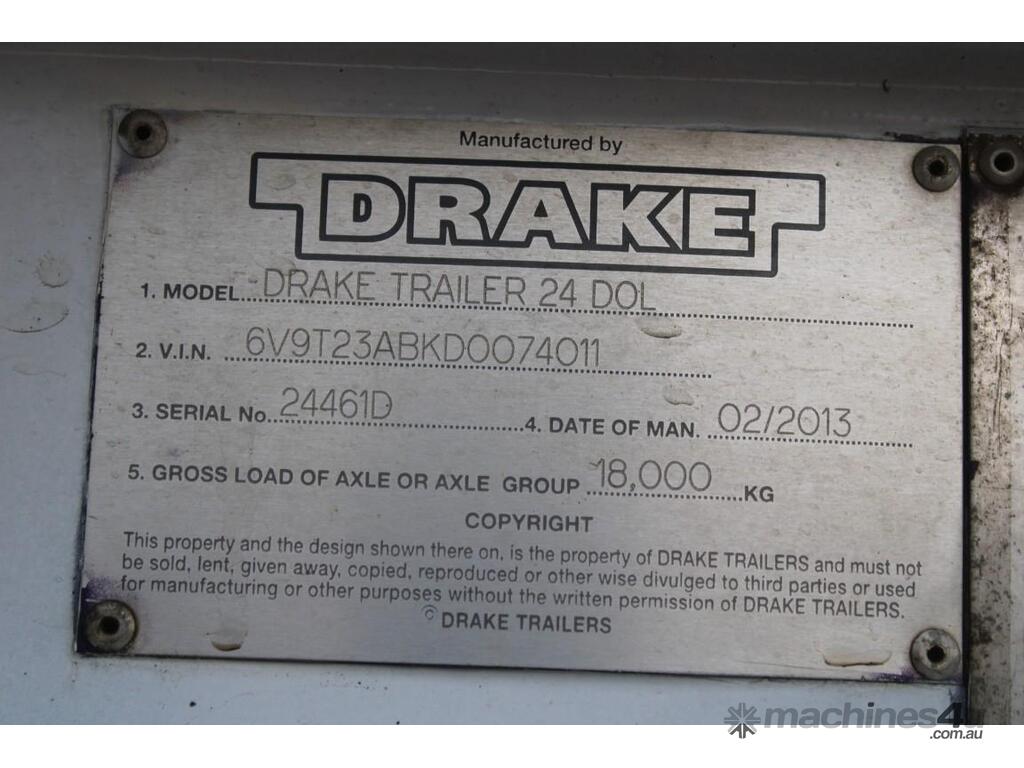 Manufactured by
DRAKE
1. MODEL DRAKE TRAILER 24 DOL
2. V.I.N. 6V9T23ABKD0074011
3. SERIAL No. 24461D 4. DATE OF MAN. 02/2013
5. GROSS LOAD OF AXLE OR AXLE GROUP 18,000 KG
COPYRIGHT
This property and the design shown there on, is the property of DRAKE TRAILERS and must not
be sold, lent, given away, copied, reproduced or other wise divulged to third parties or used
for manufacturing or other purposes without the written permission of DRAKE TRAILERS.
© DRAKE TRAILERS
machines4u
.com.au